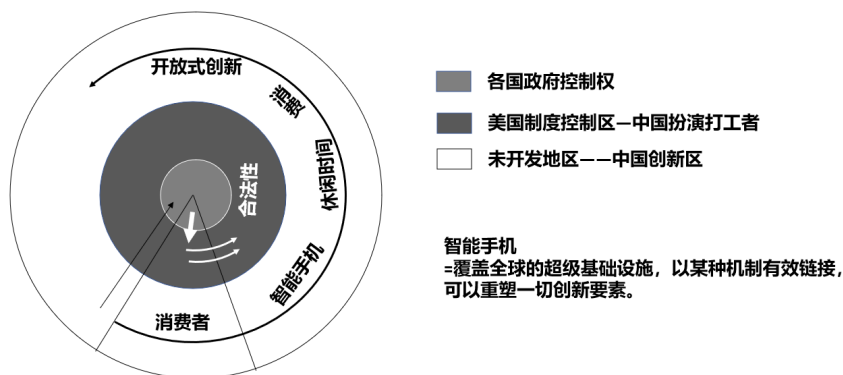 开放式创新
消费
休闲时间
合法性
智能手机
消费者
各国政府控制权
美国制度控制区—中国扮演打工者
未开发地区——中国创新区
智能手机
=覆盖全球的超级基础设施，以某种机制有效链接，
可以重塑一切创新要素。